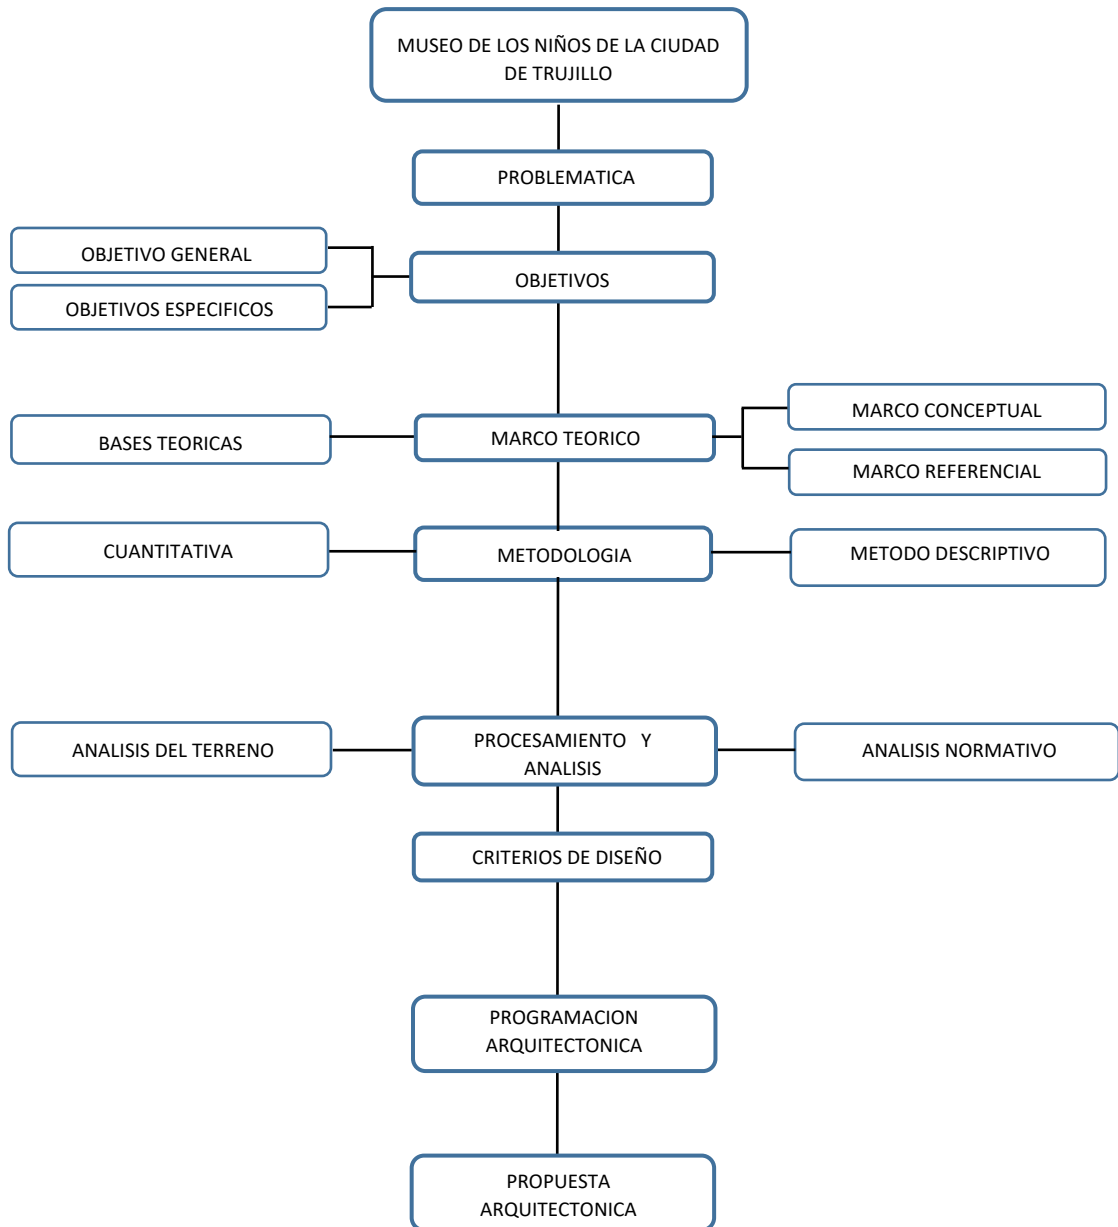 MUSEO DE LOS NIÑOS DE LA CIUDAD
DE TRUJILLO
PROBLEMATICA
OBJETIVO GENERAL
OBJETIVOS ESPECIFICOS
OBJETIVOS
BASES TEORICAS
MARCO TEORICO
MARCO CONCEPTUAL
MARCO REFERENCIAL
CUANTITATIVA
METODOLOGIA
METODO DESCRIPTIVO
ANALISIS DEL TERRENO
PROCESAMIENTO Y
ANALISIS
ANALISIS NORMATIVO
CRITERIOS DE DISEÑO
PROGRAMACION
ARQUITECTONICA
PROPUESTA
ARQUITECTONICA